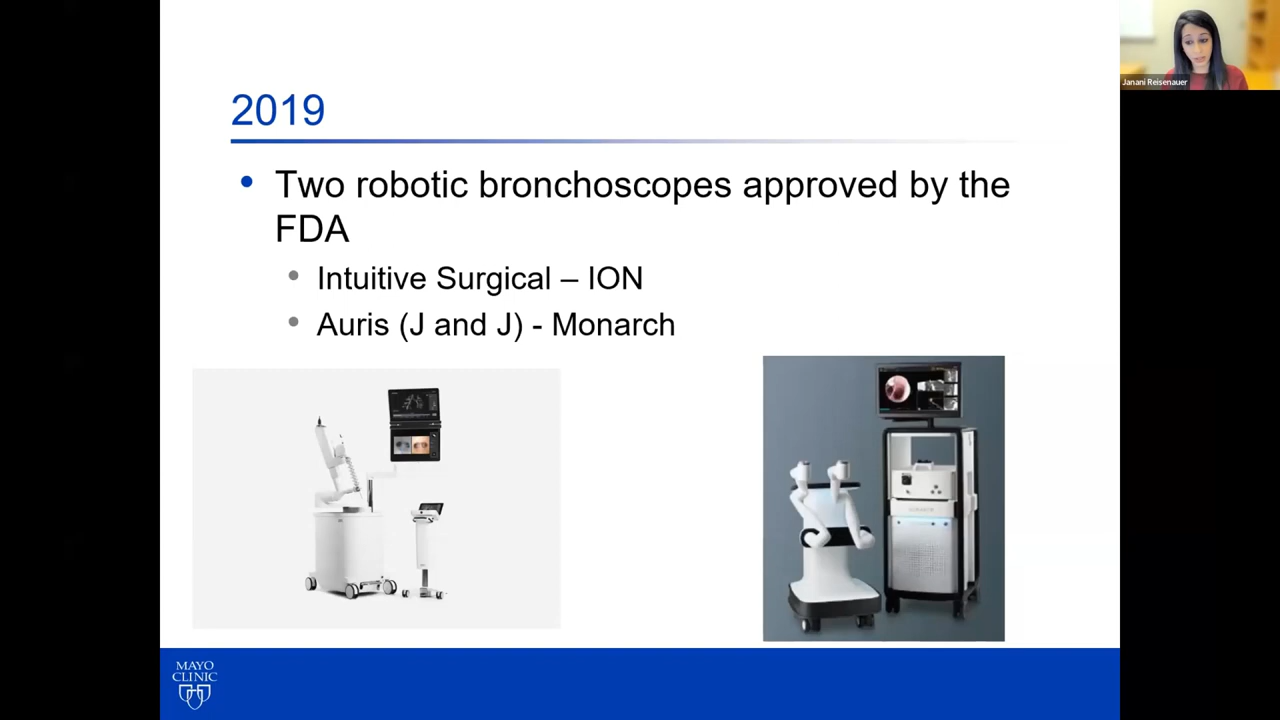 Janani Reisenauer
2019
• Two robotic bronchoscopes approved by the
FDA
• Intuitive Surgical – ION
• Auris (J and J) - Monarch
MAYO
CLINIC